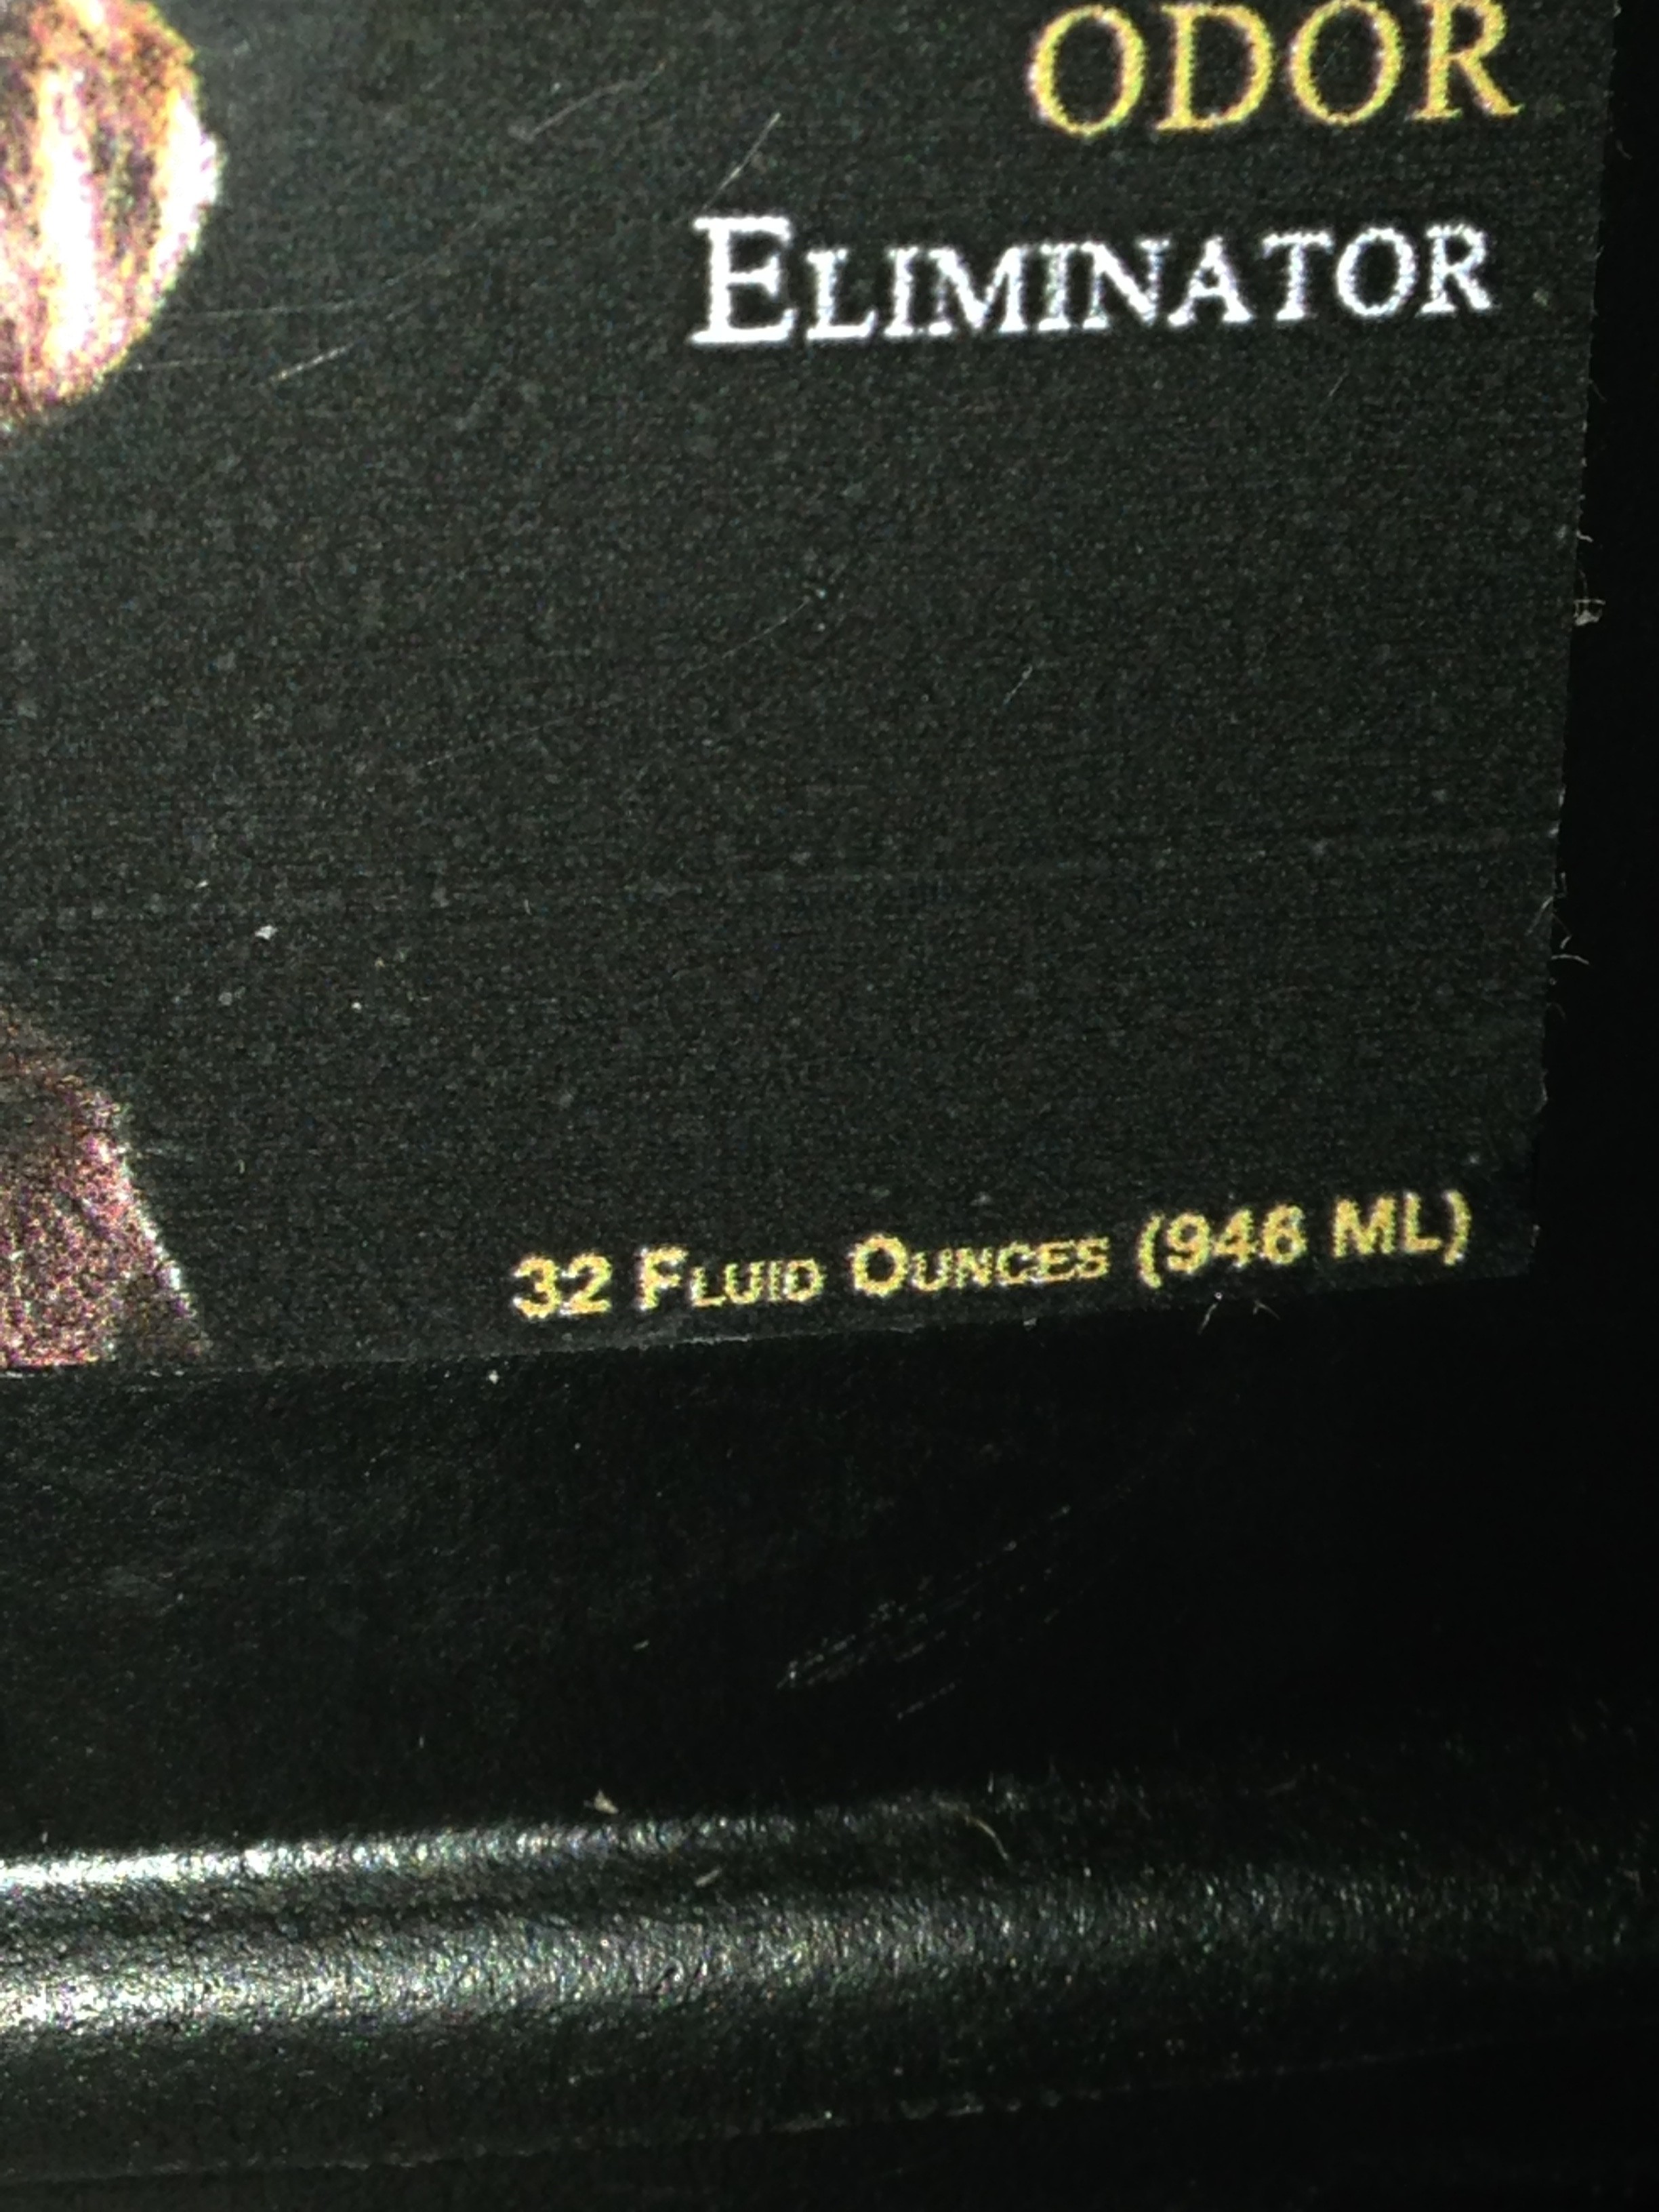 ODOR
ELIMINATOR
32 FLUID OUNCES (946 ML)